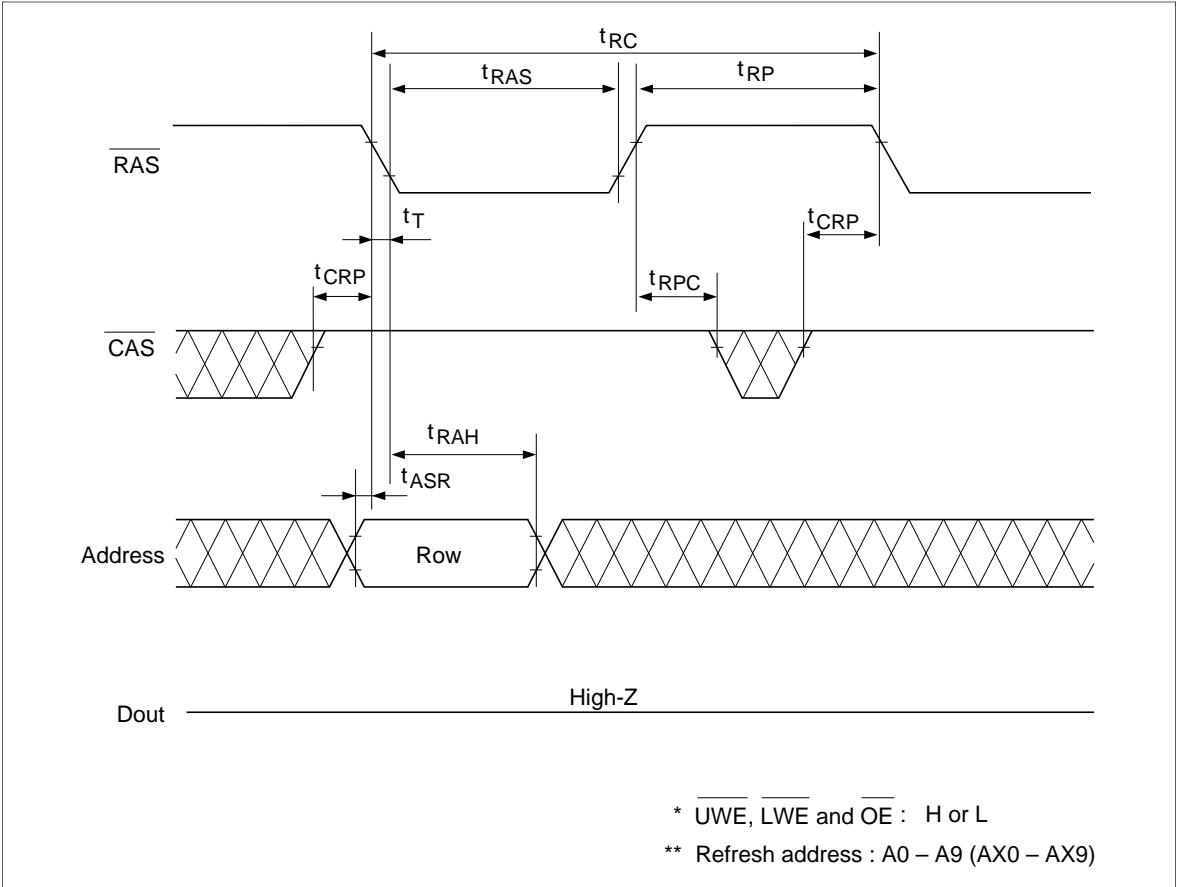 tRC
tRAS
tRP
RAS
tT
tCRP
tCRP
tRPC
CAS
tRAH
tASR
Address
Row
High-Z
Dout
* UWE, LWE and OE : H or L
** Refresh address : A0 – A9 (AX0 – AX9)